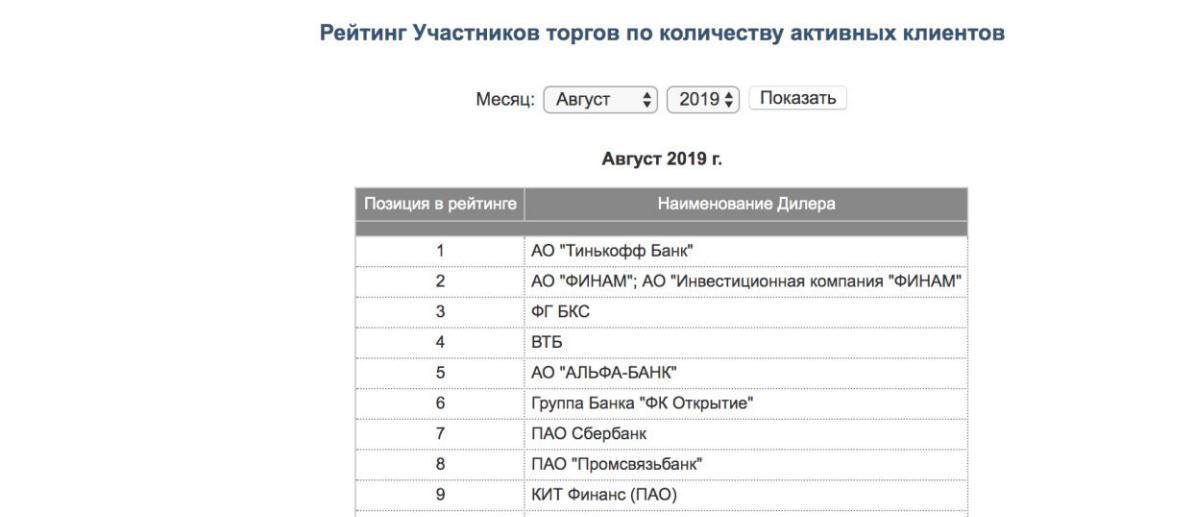 Рейтинг Участников торгов по количеству активных клиентов
Месяц: Август 2019 Показать
Август 2019 г.
Позиция в рейтинге Наименование Дилера
1 АО "Тинькофф Банк"
2 АО "ФИНАМ"; АО "Инвестиционная компания "ФИНАМ"
3 ФГ БКС
4 ВТБ
5 АО "АЛЬФА-БАНК"
6 Группа Банка "ФК Открытие"
7 ПАО Сбербанк
8 ПАО "Промсвязьбанк"
9 КИТ Финанс (ПАО)